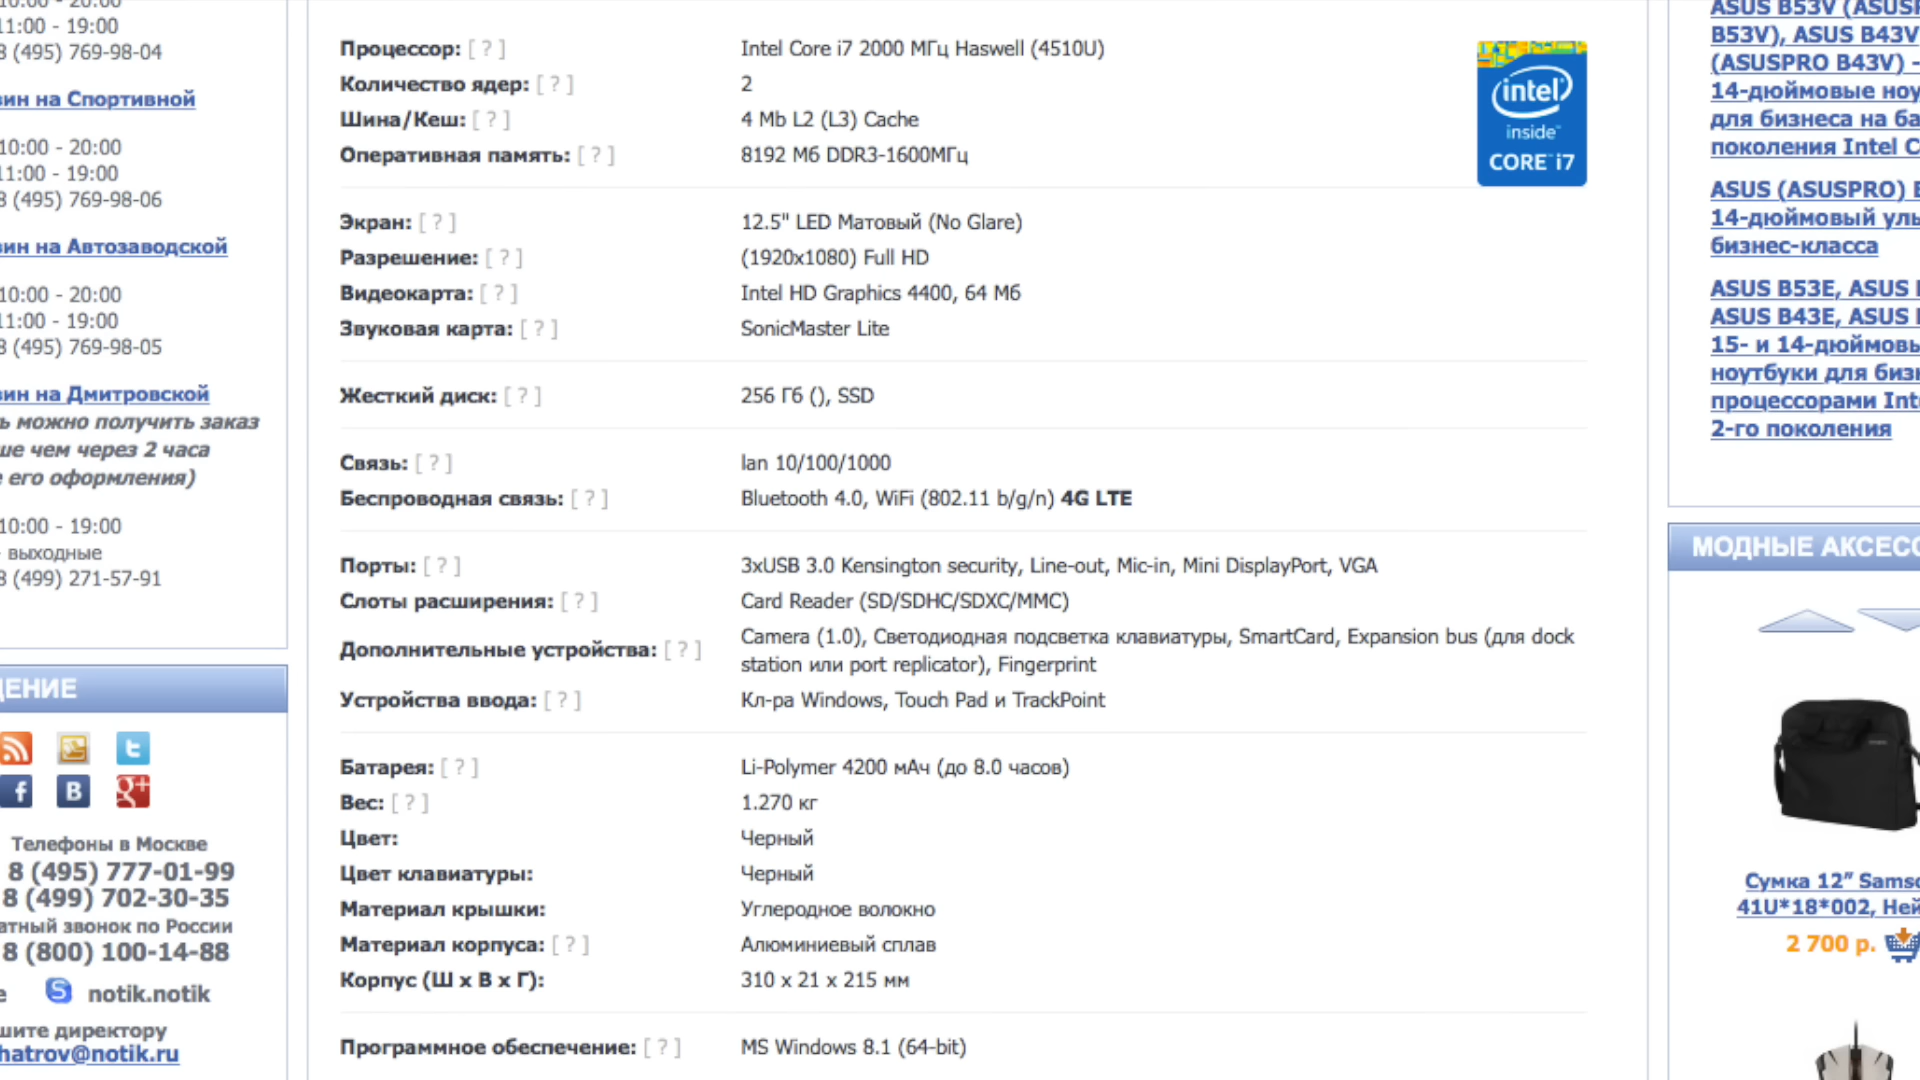 11:00 - 19:00
8 (495) 769-98-04
зин на Спортивной
10:00 - 20:00
11:00 - 19:00
8 (495) 769-98-06
зин на Автозаводской
10:00 - 20:00
11:00 - 19:00
8 (495) 769-98-05
зин на Дмитровской
ь можно получить заказ
ше чем через 2 часа
е его оформления)
10:00 - 19:00
- выходные
8 (499) 271-57-91
ДЕНИЕ
Телефоны в Москве
8 (495) 777-01-99
8 (499) 702-30-35
атный звонок по России
8 (800) 100-14-88
e notik.notik
шите директору
hatrov@notik.ru
Процессор: [ ? ] Intel Core i7 2000 МГц Haswell (4510U)
Количество ядер: [ ? ] 2
Шина/Кеш: [ ? ] 4 Mb L2 (L3) Cache
Оперативная память: [ ? ] 8192 Мб DDR3-1600МГц
intel
inside
CORE i7
Экран: [ ? ] 12.5" LED Матовый (No Glare)
Разрешение: [ ? ] (1920x1080) Full HD
Видеокарта: [ ? ] Intel HD Graphics 4400, 64 Мб
Звуковая карта: [ ? ] SonicMaster Lite
Жесткий диск: [ ? ] 256 Гб (), SSD
Связь: [ ? ] lan 10/100/1000
Беспроводная связь: [ ? ] Bluetooth 4.0, WiFi (802.11 b/g/n) 4G LTE
Порты: [ ? ] 3xUSB 3.0 Kensington security, Line-out, Mic-in, Mini DisplayPort, VGA
Слоты расширения: [ ? ] Card Reader (SD/SDHC/SDXC/MMC)
Дополнительные устройства: [ ? ] Camera (1.0), Светодиодная подсветка клавиатуры, SmartCard, Expansion bus (для dock
station или port replicator), Fingerprint
Устройства ввода: [ ? ] Кл-ра Windows, Touch Pad и TrackPoint
Батарея: [ ? ] Li-Polymer 4200 мАч (до 8.0 часов)
Вес: [ ? ] 1.270 кг
Цвет: Черный
Цвет клавиатуры: Черный
Материал крышки: Углеродное волокно
Материал корпуса: [ ? ] Алюминиевый сплав
Корпус (Ш x В x Г): 310 x 21 x 215 мм
Программное обеспечение: [ ? ] MS Windows 8.1 (64-bit)
ASUS B53V (ASUSP
B53V), ASUS B43V
(ASUSPRO B43V) -
14-дюймовые ноу
для бизнеса на ба
поколения Intel C
ASUS (ASUSPRO)
14-дюймовый уль
бизнес-класса
ASUS B53E, ASUS
ASUS B43E, ASUS
15- и 14-дюймовы
ноутбуки для бизн
процессорами Int
2-го поколения
МОДНЫЕ АКСЕСС
Сумка 12” Samso
41U*18*002, Ней
2 700 р.